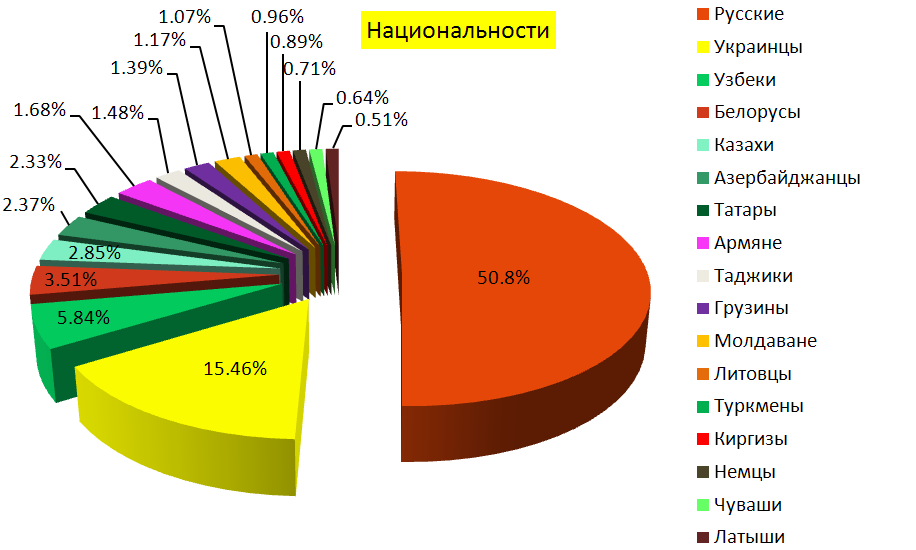 Национальности
50.8%
15.46%
5.84%
3.51%
2.85%
2.37%
2.33%
1.68%
1.48%
1.39%
1.17%
1.07%
0.96%
0.89%
0.71%
0.64%
0.51%
Русские
Украинцы
Узбеки
Белорусы
Казахи
Азербайджанцы
Татары
Армяне
Таджики
Грузины
Молдаване
Литовцы
Туркмены
Киргизы
Немцы
Чуваши
Латыши